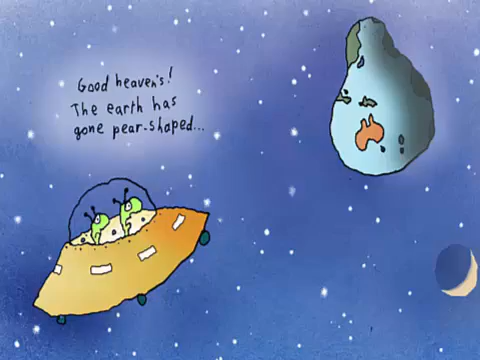 Good heaven's!
The earth has
gone pear-shaped...